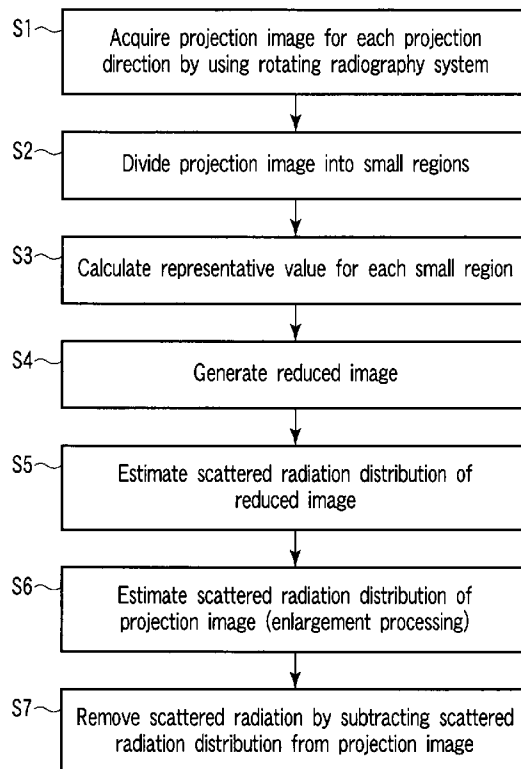 S1
Acquire projection image for each projection
direction by using rotating radiography system
S2
Divide projection image into small regions
S3
Calculate representative value for each small region
S4
Generate reduced image
S5
Estimate scattered radiation distribution of
reduced image
S6
Estimate scattered radiation distribution of
projection image (enlargement processing)
S7
Remove scattered radiation by subtracting scattered
radiation distribution from projection image